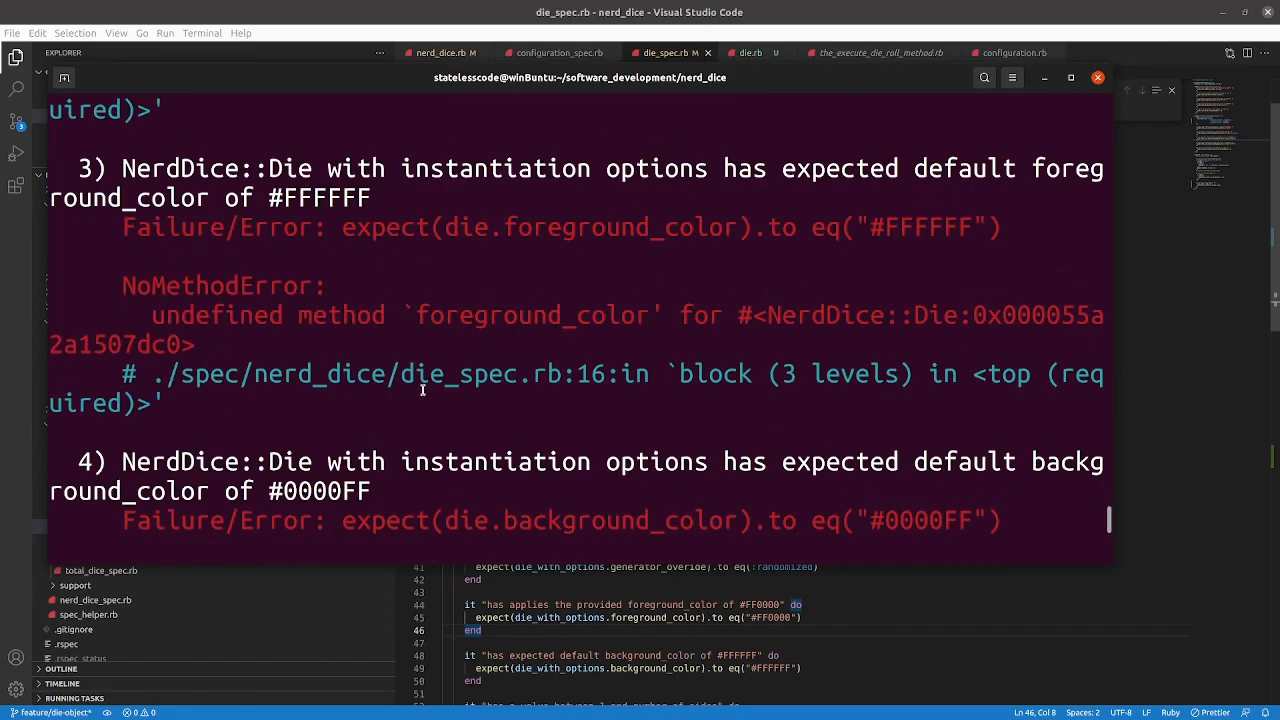 die_spec.rb - nerd_dice - Visual Studio Code
File Edit Selection View Go Run Terminal Help
EXPLORER
nerd_dice.rb M
configuration_spec.rb
die_spec.rb M
die.rb U
the_execute_die_roll_method.rb
configuration.rb
statelesscode@winBuntu:~/software_development/nerd_dice
uired)>'
3) NerdDice::Die with instantiation options has expected default foreg
round_color of #FFFFFF
Failure/Error: expect(die.foreground_color).to eq("#FFFFFF")
NoMethodError:
undefined method `foreground_color' for #<NerdDice::Die:0x000055a
2a1507dc0>
# ./spec/nerd_dice/die_spec.rb:16:in `block (3 levels) in <top (req
uired)>'
4) NerdDice::Die with instantiation options has expected default backg
round_color of #0000FF
Failure/Error: expect(die.background_color).to eq("#0000FF")
total_dice_spec.rb
support
nerd_dice_spec.rb
spec_helper.rb
.gitignore
.rspec
.rspec_status
OUTLINE
TIMELINE
RUNNING TASKS
41 expect(die_with_options.generator_overide).to eq(:randomized)
42 end
43
44 it "has applies the provided foreground_color of #FF0000" do
45 expect(die_with_options.foreground_color).to eq("#FF0000")
46 end
47
48 it "has expected default background_color of #FFFFFF" do
49 expect(die_with_options.background_color).to eq("#FFFFFF")
50 end
51
feature/die-object* 0 0 Ln 46, Col 8 Spaces: 2 UTF-8 LF Ruby Prettier